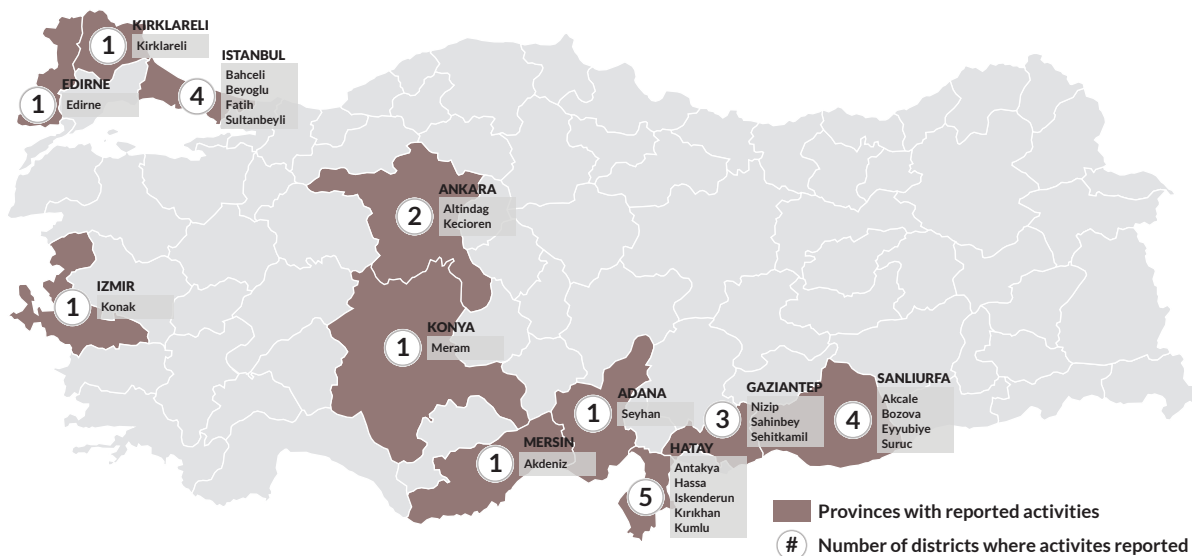 1
KIRKLARELI
Kirklareli
1
EDIRNE
Edirne
4
ISTANBUL
Bahceli
Beyoglu
Fatih
Sultanbeyli
2
ANKARA
Altindag
Kecioren
1
IZMIR
Konak
1
KONYA
Meram
1
ADANA
Seyhan
3
GAZIANTEP
Nizip
Sahinbey
Sehitkamil
4
SANLIURFA
Akcale
Bozova
Eyyubiye
Suruc
1
MERSIN
Akdeniz
5
HATAY
Antakya
Hassa
Iskenderun
Kırıkhan
Kumlu
Provinces with reported activities
# Number of districts where activites reported